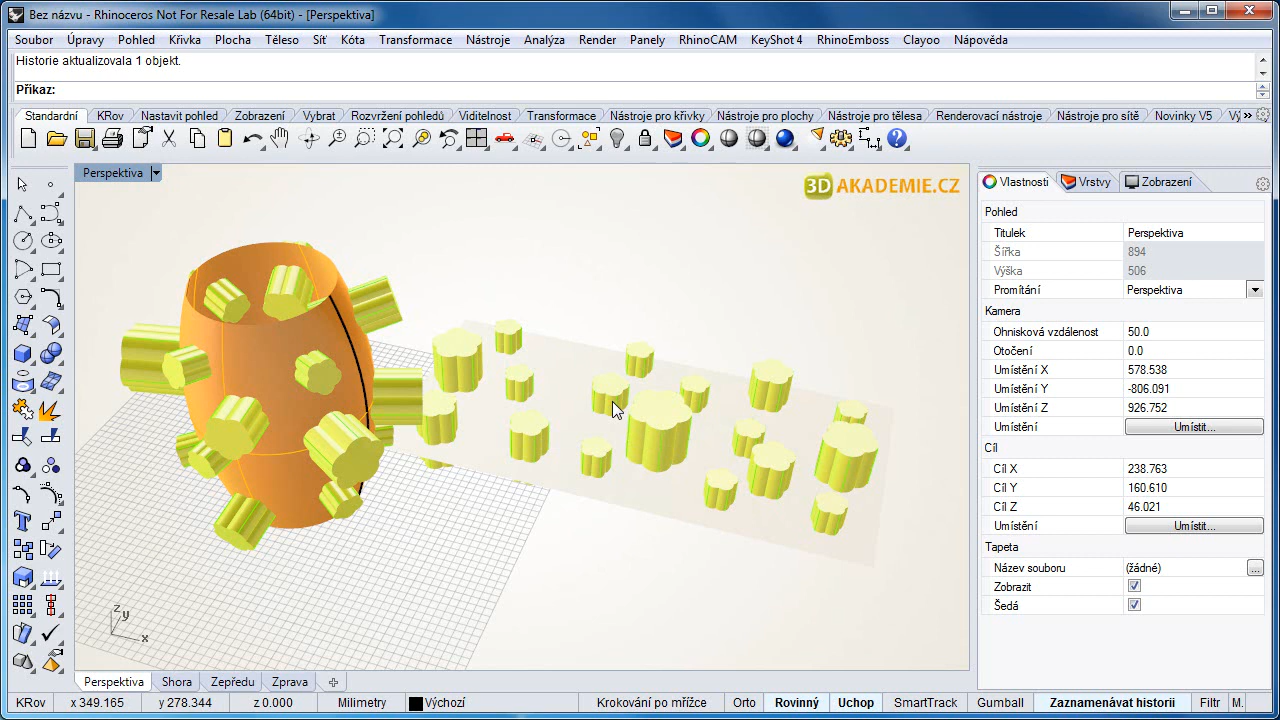 Bez názvu - Rhinoceros Not For Resale Lab (64bit) - [Perspektiva]
Soubor Úpravy Pohled Křivka Plocha Těleso Síť Kóta Transformace Nástroje Analýza Render Panely RhinoCAM KeyShot 4 RhinoEmboss Clayoo Nápověda
Historie aktualizovala 1 objekt.
Příkaz:
Standardní KRov Nastavit pohled Zobrazení Vybrat Rozvržení pohledů Viditelnost Transformace Nástroje pro křivky Nástroje pro plochy Nástroje pro tělesa Renderovací nástroje Nástroje pro sítě Novinky V5 Vý
Perspektiva
3D AKADEMIE.CZ
Vlastnosti Vrstvy Zobrazení
Pohled
Titulek Perspektiva
Šířka 894
Výška 506
Promítání Perspektiva
Kamera
Ohnisková vzdálenost 50.0
Otočení 0.0
Umístění X 578.538
Umístění Y -806.091
Umístění Z 926.752
Umístění Umístit...
Cíl
Cíl X 238.763
Cíl Y 160.610
Cíl Z 46.021
Umístění Umístit...
Tapeta
Název souboru (žádné) ...
Zobrazit
Šedá
z y x
Perspektiva Shora Zepředu Zprava
KRov x 349.165 y 278.344 z 0.000 Milimetry Výchozí Krokování po mřížce Orto Rovinný Uchop SmartTrack Gumball Zaznamenávat historii Filtr M.